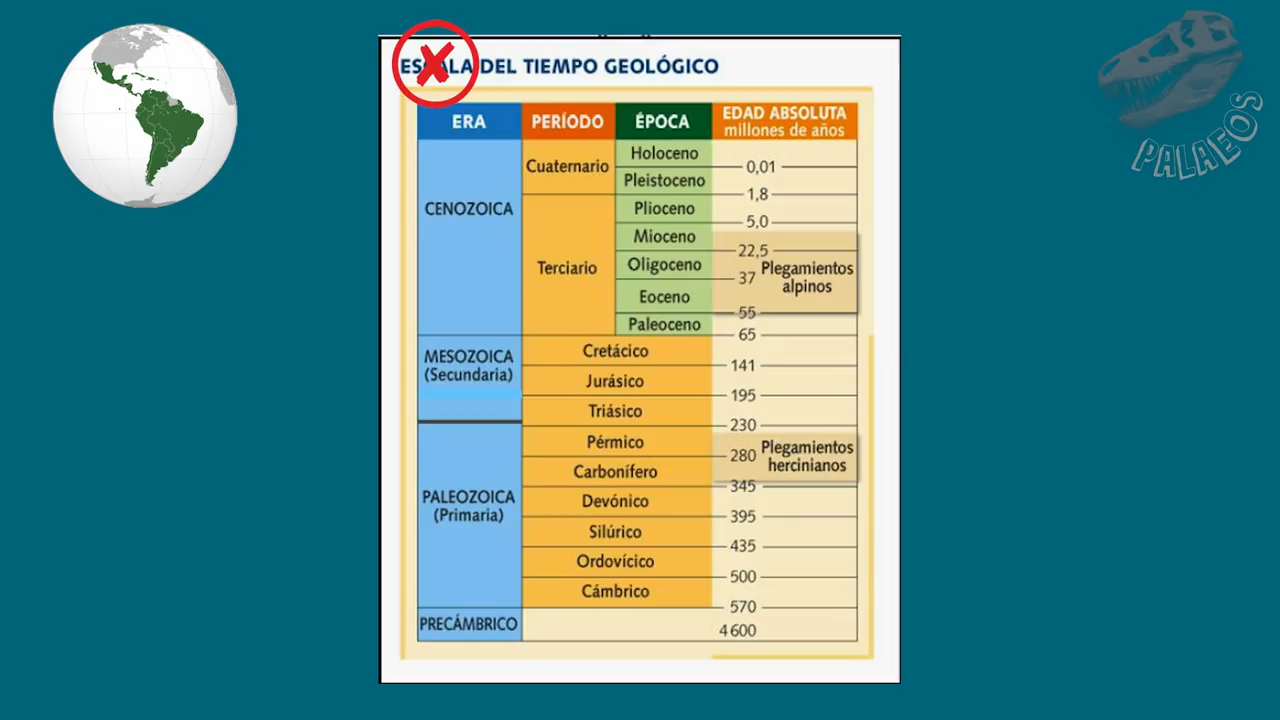 ESCALA DEL TIEMPO GEOLÓGICO
ERA PERÍODO ÉPOCA EDAD ABSOLUTA
millones de años
Holoceno
Cuaternario 0,01
Pleistoceno
1,8
CENOZOICA Plioceno
5,0
Mioceno
22,5
Terciario Oligoceno Plegamientos
37 alpinos
Eoceno
55
Paleoceno
65
MESOZOICA Cretácico
(Secundaria) 141
Jurásico
195
Triásico
230
Pérmico Plegamientos
280 hercinianos
Carbonífero
345
PALEOZOICA Devónico
(Primaria) 395
Silúrico
435
Ordovícico
500
Cámbrico
570
PRECÁMBRICO 4 600
PALAEOS